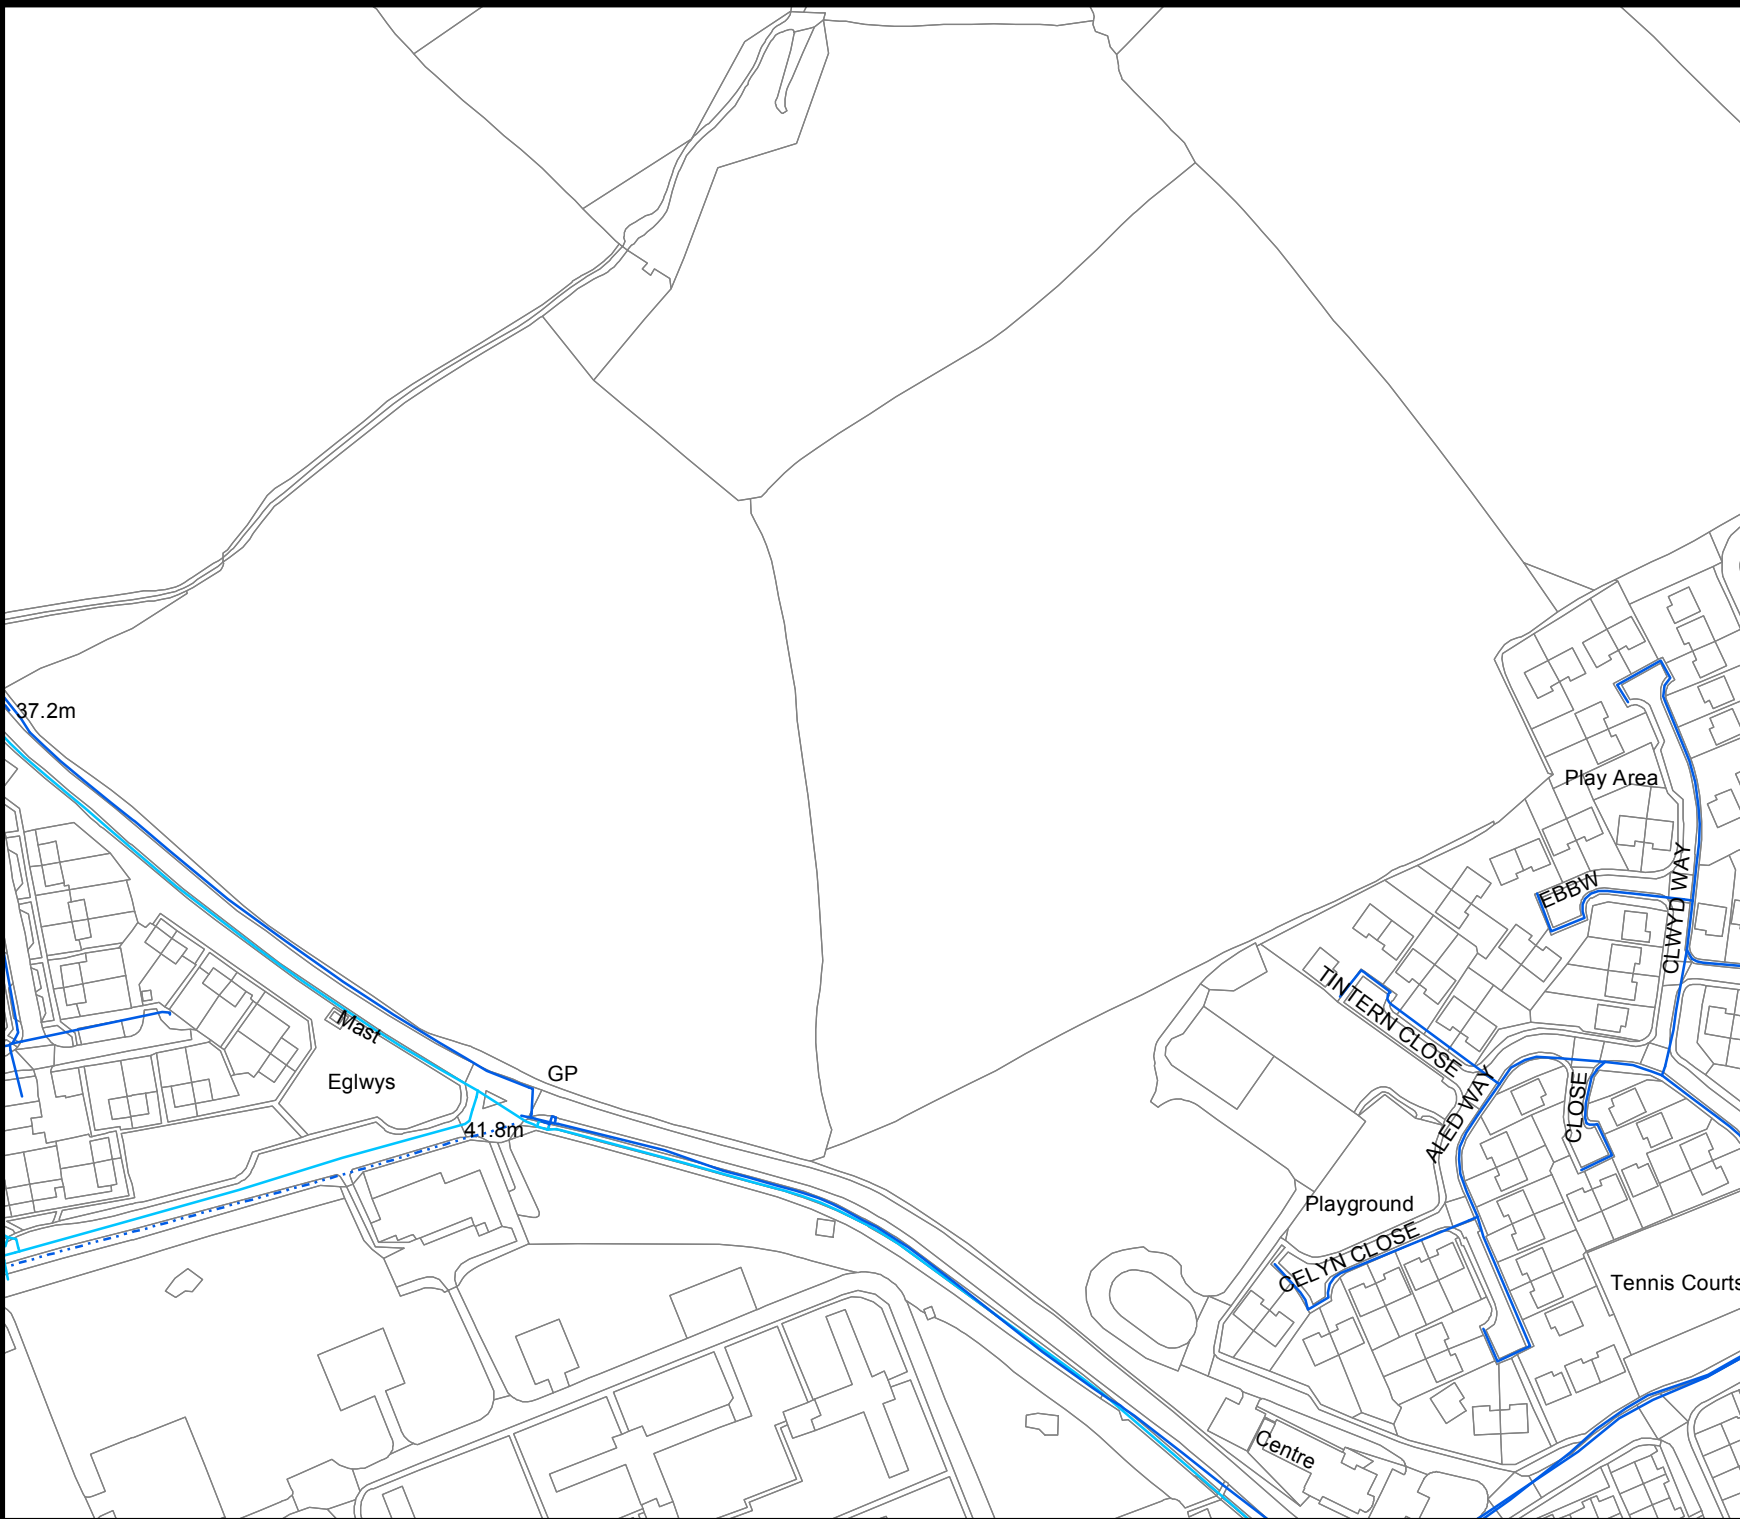 37.2m
Play Area
EBBW
CLWYD WAY
TINTERN CLOSE
Mast
GP
Eglwys
41.8m
ALED WAY
CLOSE
Playground
CELYN CLOSE
Tennis Courts
Centre